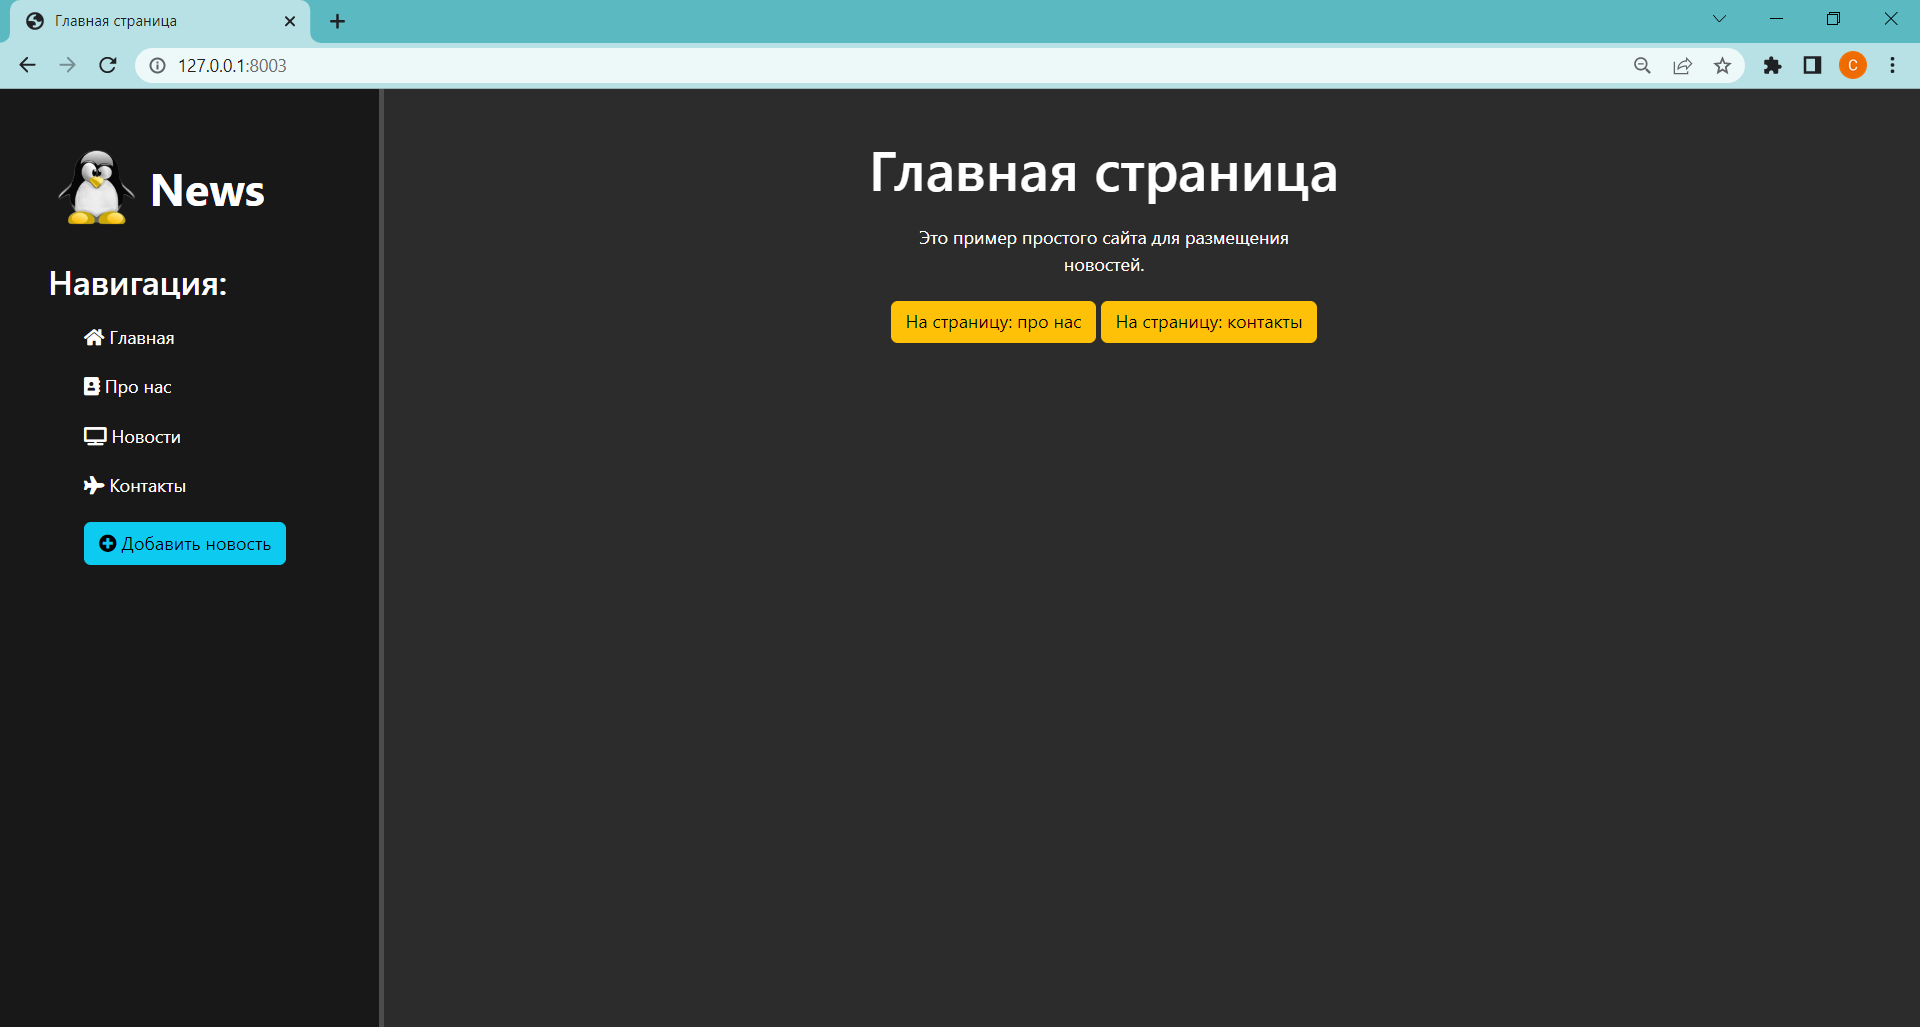 Главная страница
127.0.0.1:8003
C
News
Навигация:
Главная
Про нас
Новости
Контакты
Добавить новость
Главная страница
Это пример простого сайта для размещения
новостей.
На страницу: про нас
На страницу: контакты